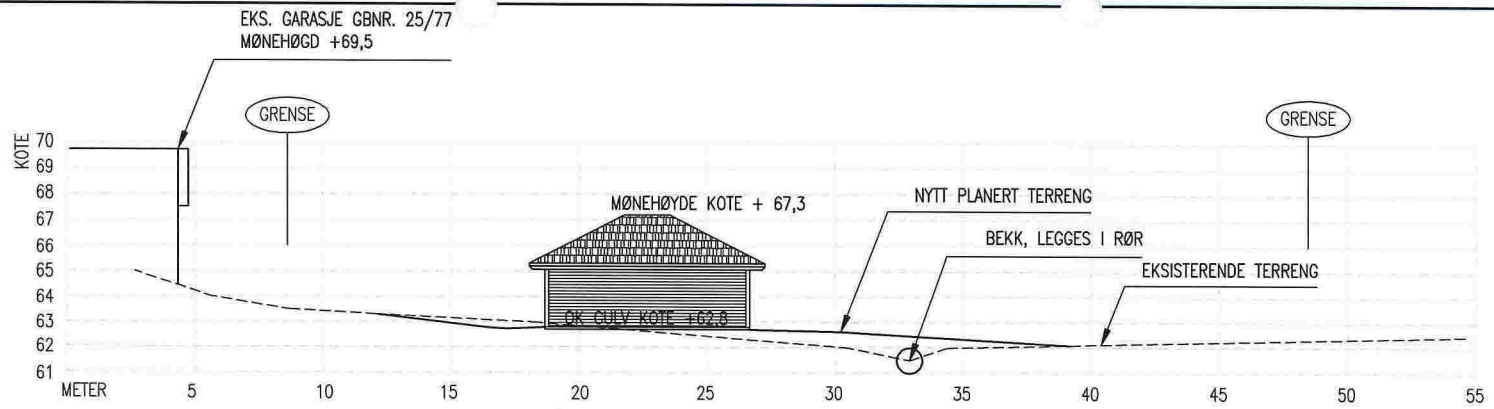 EKS. GARASJE GBNR. 25/77
MØNEHØGD +69,5
GRENSE
GRENSE
KOTE
70
69
68
67
66
65
64
63
62
61
MØNEHØYDE KOTE + 67,3
NYTT PLANERT TERRENG
BEKK, LEGGES I RØR
EKSISTERENDE TERRENG
OK GULV KOTE +62,8
METER 5 10 15 20 25 30 35 40 45 50 55